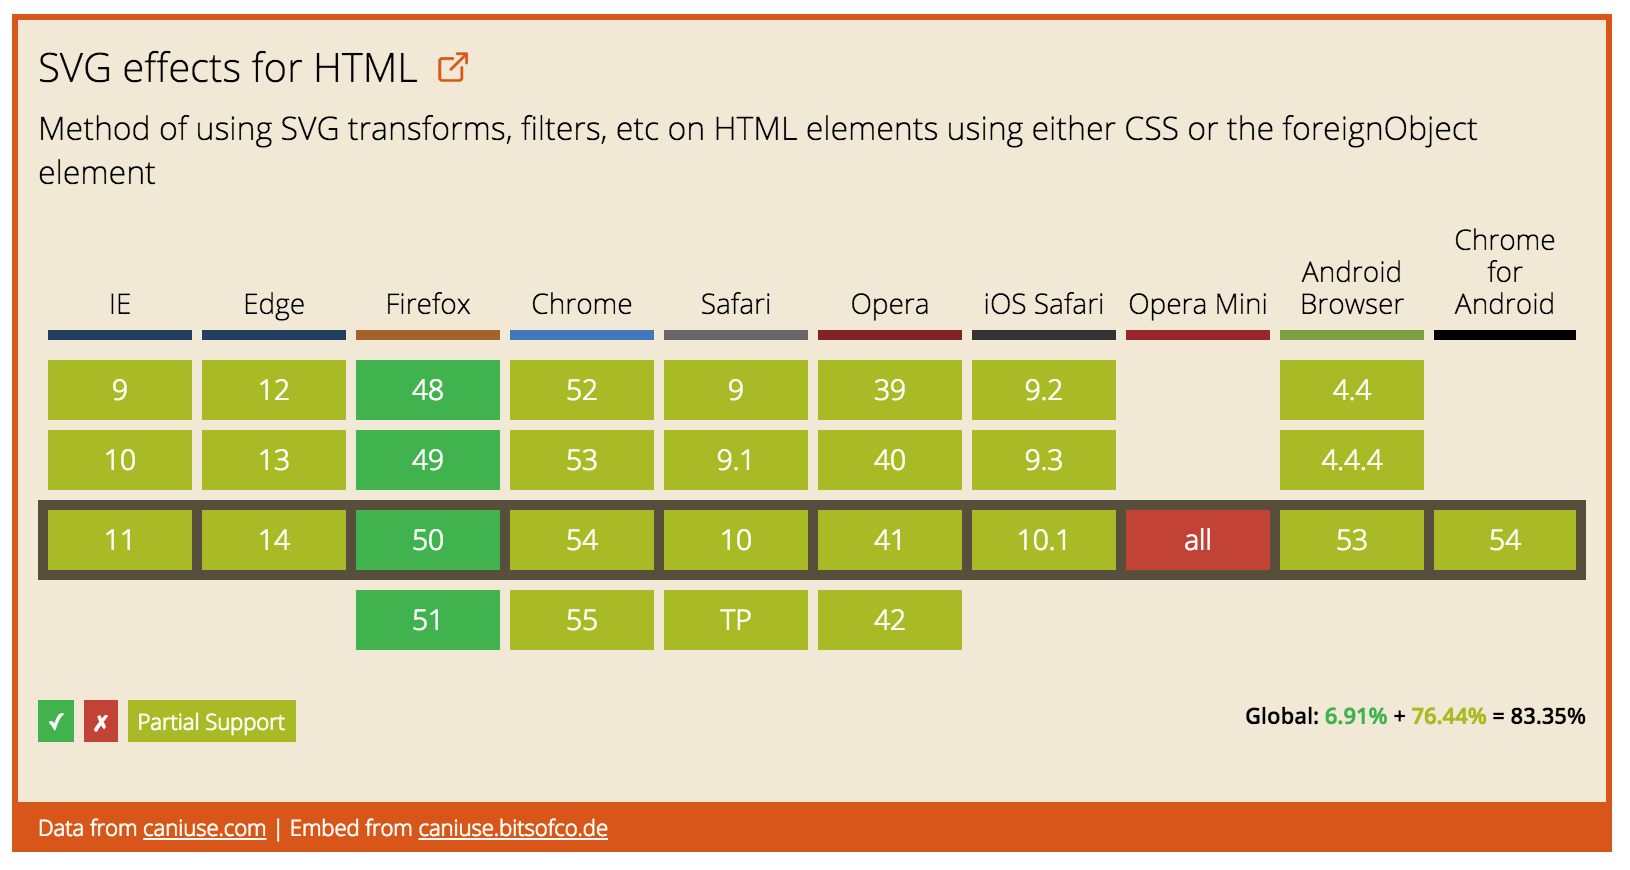 SVG effects for HTML
Method of using SVG transforms, filters, etc on HTML elements using either CSS or the foreignObject
element
IE Edge Firefox Chrome Safari Opera iOS Safari Opera Mini Android Browser Chrome for Android
9 12 48 52 9 39 9.2 4.4
10 13 49 53 9.1 40 9.3 4.4.4
11 14 50 54 10 41 10.1 all 53 54
51 55 TP 42
✓ ✗ Partial Support
Global: 6.91% + 76.44% = 83.35%
Data from caniuse.com | Embed from caniuse.bitsofco.de